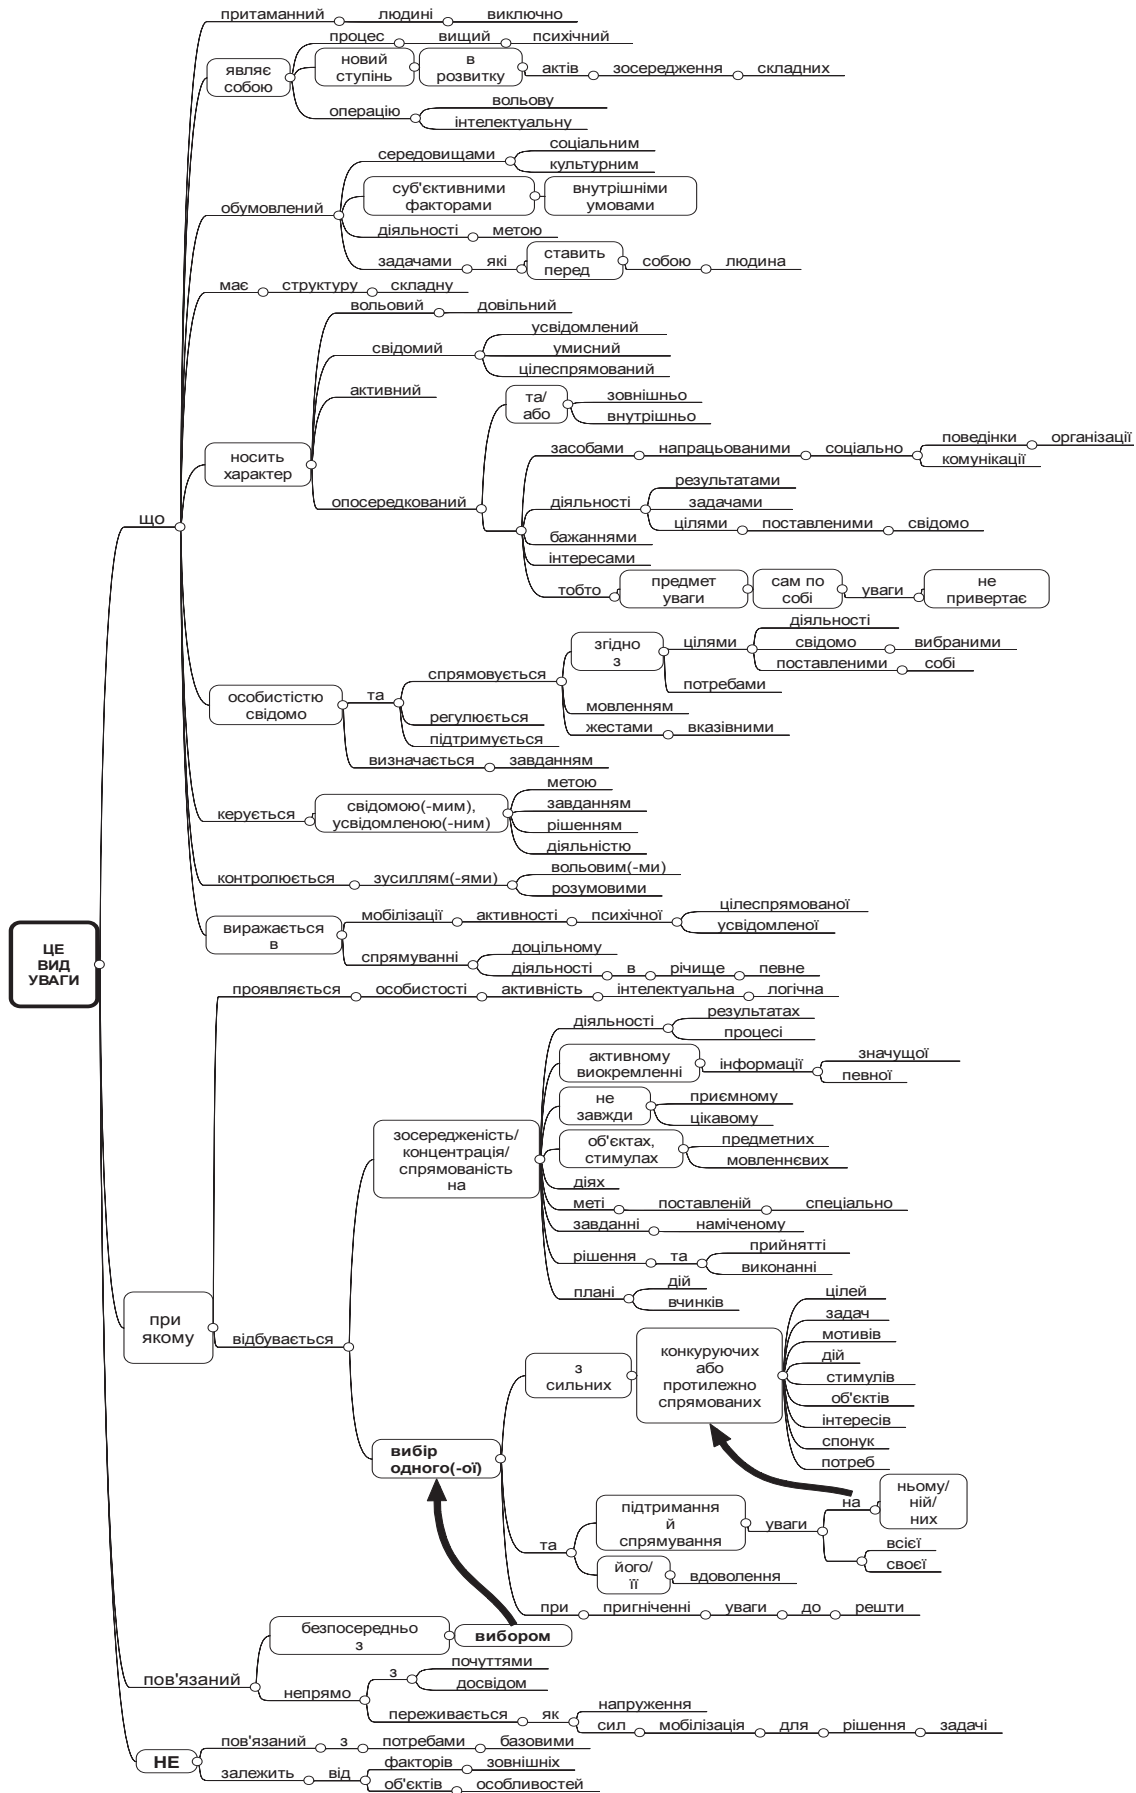 притаманний людині виключно
процес вищий психічний
являє
собою
новий
ступінь
в
розвитку
актів зосередження складних
операцію
вольову
інтелектуальну
середовищами
соціальним
культурним
обумовлений
суб'єктивними
факторами
внутрішніми
умовами
діяльності метою
задачами які
ставить
перед
собою людина
має структуру складну
вольовий довільний
свідомий
усвідомлений
умисний
цілеспрямований
активний
носить
характер
опосередкований
та/
або
зовнішньо
внутрішньо
засобами напрацьованими соціально
поведінки організації
комунікації
діяльності
результатами
задачами
цілями поставленими свідомо
бажаннями
інтересами
тобто
предмет
уваги
сам по
собі
уваги
не
привертає
що
особистістю
свідомо
та
спрямовується
згідно
з
цілями
діяльності
свідомо вибраними
поставленими собі
потребами
мовленням
жестами вказівними
регулюється
підтримується
визначається завданням
керується
свідомою(-мим),
усвідомленою(-ним)
метою
завданням
рішенням
діяльністю
контролюється зусиллям(-ями)
вольовим(-ми)
розумовими
виражається
в
мобілізації активності психічної
цілеспрямованої
усвідомленої
спрямуванні
доцільному
діяльності в річище певне
ЦЕ
ВИД
УВАГИ
проявляється особистості активність інтелектуальна логічна
при
якому
відбувається
зосередженість/
концентрація/
спрямованість
на
діяльності
результатах
процесі
активному
виокремленні
інформації
значущої
певної
не
завжди
приємному
цікавому
об'єктах,
стимулах
предметних
мовленнєвих
діях
меті поставленій спеціально
завданні наміченому
рішення та
прийнятті
виконанні
плані
дій
вчинків
вибір
одного(-ої)
з
сильних
конкуруючих
або
протилежно
спрямованих
цілей
задач
мотивів
дій
стимулів
об'єктів
інтересів
спонук
потреб
та
підтримання
й
спрямування
уваги
на
ньому/
ній/
них
всієї
своєї
його/
її
вдоволення
при пригніченні уваги до решти
пов'язаний
безпосередньо
з
вибором
непрямо
з
почуттями
досвідом
переживається як
напруження
сил мобілізація для рішення задачі
НЕ
пов'язаний з потребами базовими
залежить від
факторів зовнішніх
об'єктів особливостей